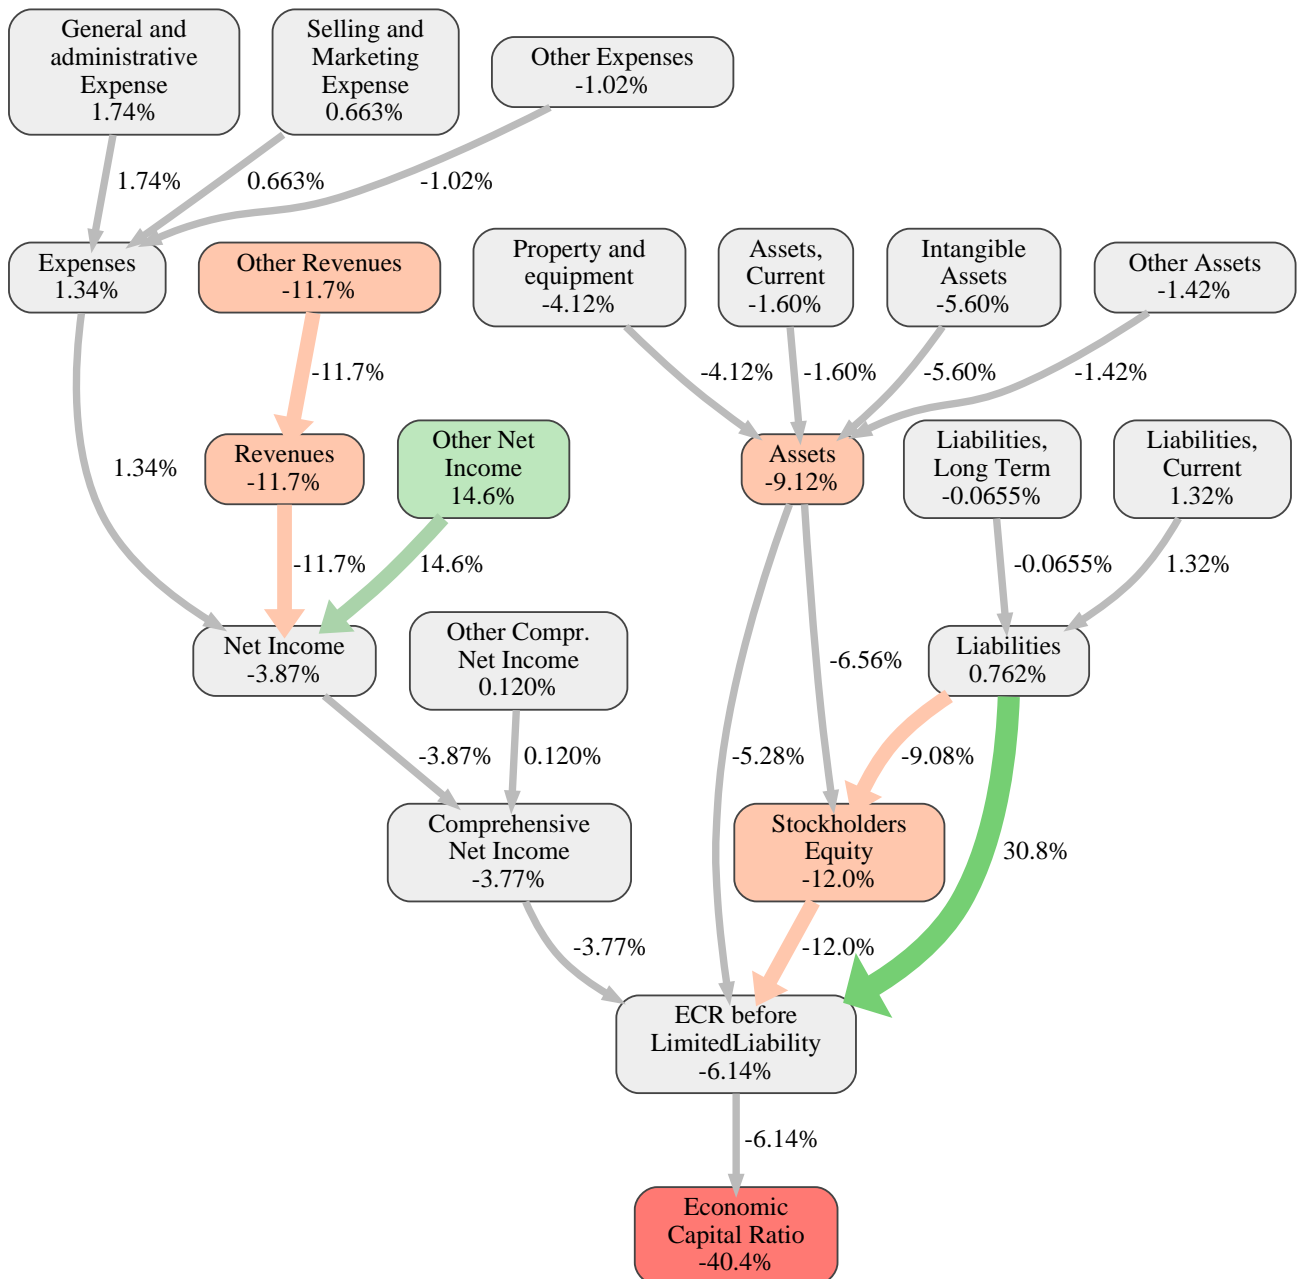 General and
administrative
Expense
1.74%
Selling and
Marketing
Expense
0.663%
Other Expenses
-1.02%
1.74%
0.663%
-1.02%
Expenses
1.34%
Other Revenues
-11.7%
Property and
equipment
-4.12%
Assets,
Current
-1.60%
Intangible
Assets
-5.60%
Other Assets
-1.42%
-11.7%
-4.12%
-1.60%
-5.60%
-1.42%
1.34%
Revenues
-11.7%
Other Net
Income
14.6%
Assets
-9.12%
Liabilities,
Long Term
-0.0655%
Liabilities,
Current
1.32%
-11.7%
14.6%
-0.0655%
1.32%
Net Income
-3.87%
Other Compr.
Net Income
0.120%
-6.56%
Liabilities
0.762%
-3.87%
0.120%
-5.28%
-9.08%
Comprehensive
Net Income
-3.77%
Stockholders
Equity
-12.0%
30.8%
-3.77%
-12.0%
ECR before
LimitedLiability
-6.14%
-6.14%
Economic
Capital Ratio
-40.4%